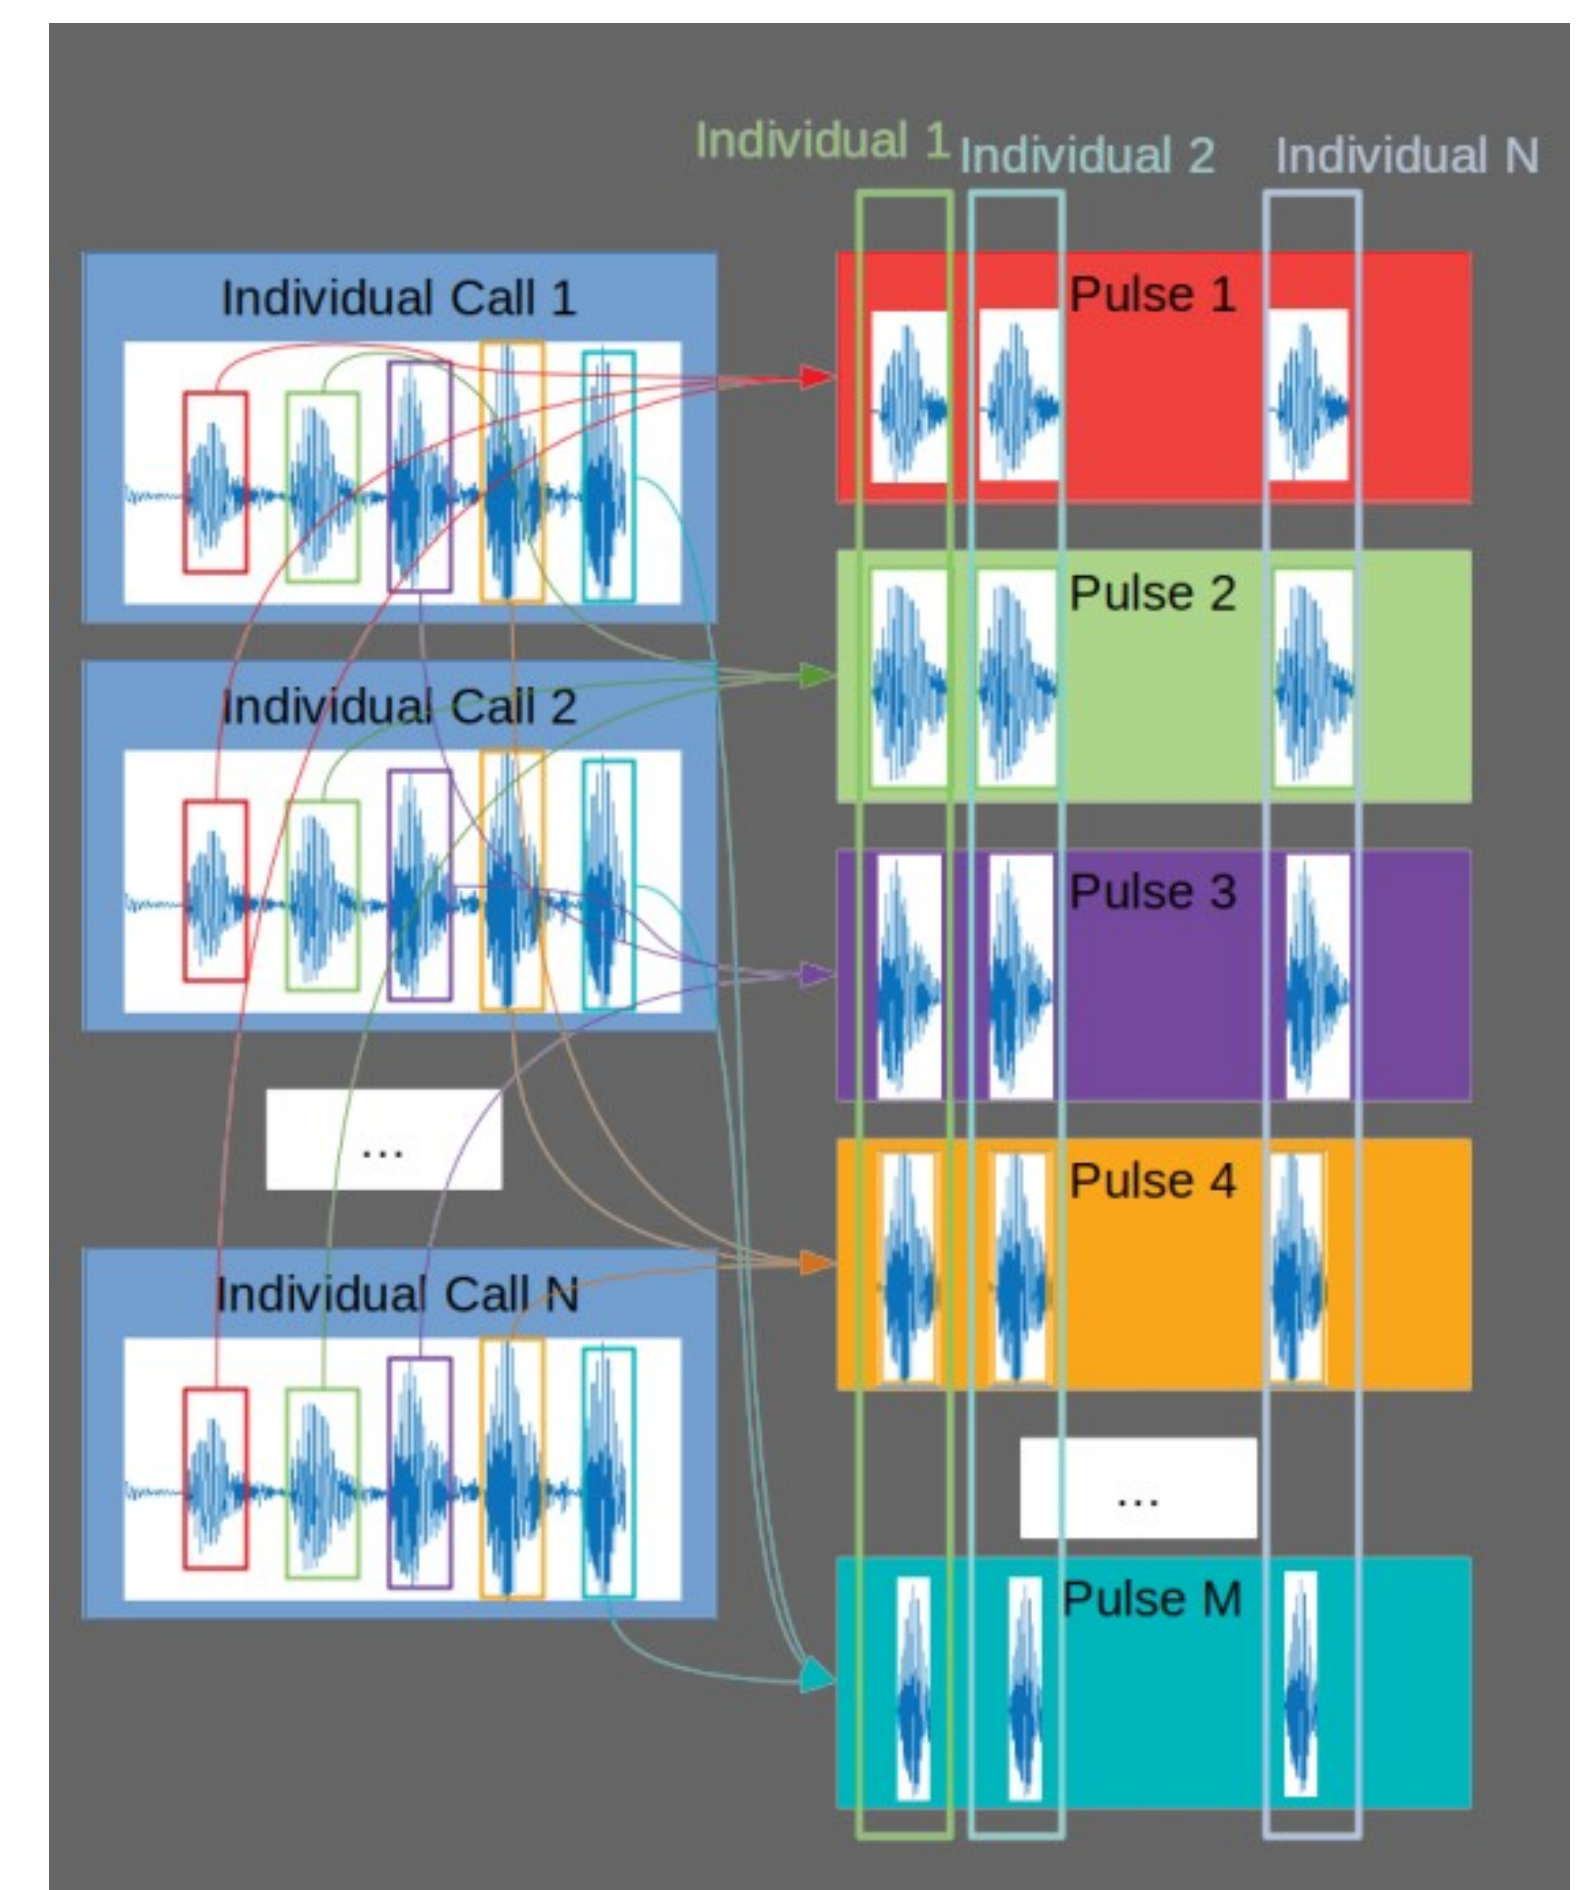 Individual 1
Individual 2
Individual N
Individual Call 1
Individual Call 2
...
Individual Call N
Pulse 1
Pulse 2
Pulse 3
Pulse 4
...
Pulse M